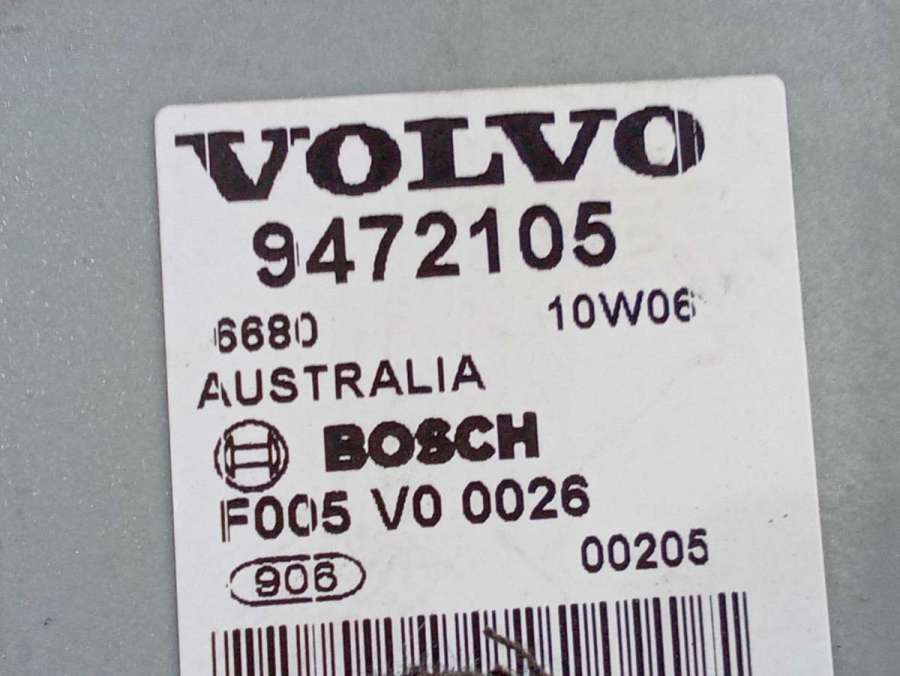 VOLVO
9472105
6680 10W06
AUSTRALIA
BOSCH
F005 V0 0026
906 00205